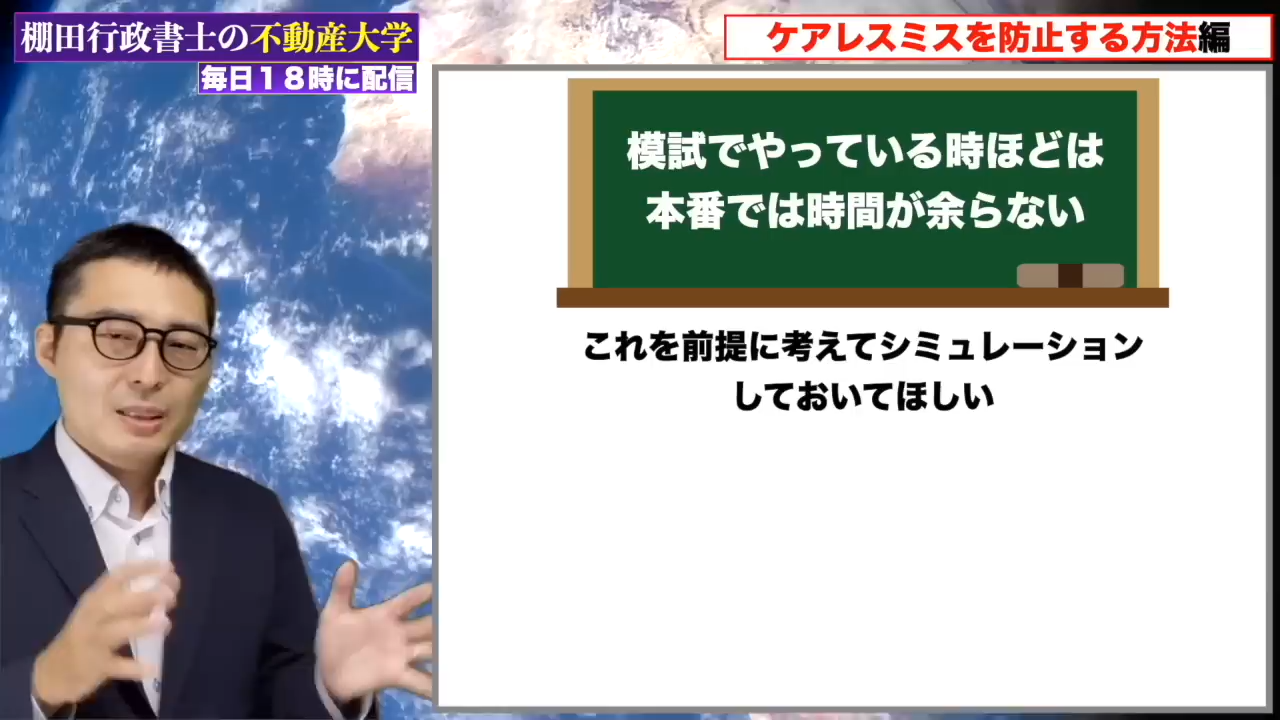 棚田行政書士の不動産大学
毎日18時に配信
ケアレスミスを防止する方法編
模試でやっている時ほどは
本番では時間が余らない
これを前提に考えてシミュレーション
しておいてほしい